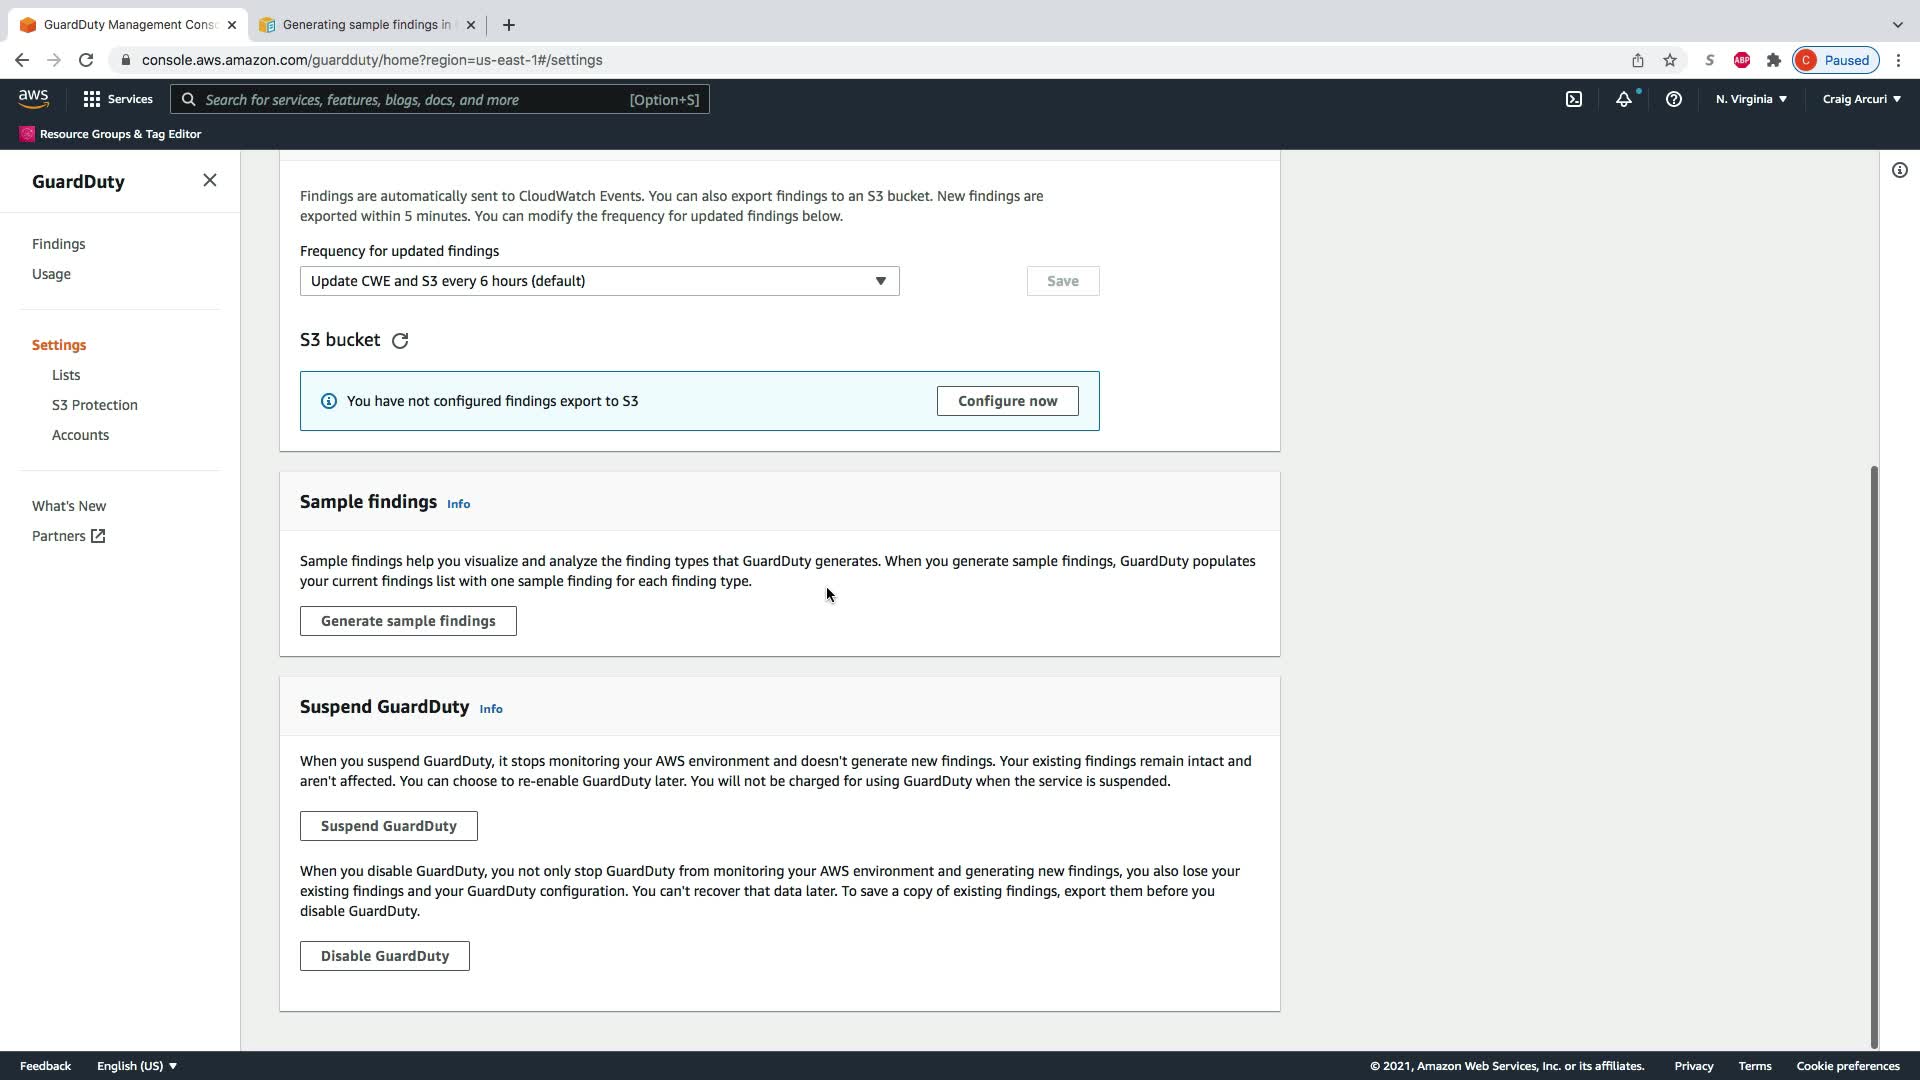 GuardDuty Management Conso
Generating sample findings in
console.aws.amazon.com/guardduty/home?region=us-east-1#/settings
S
ABP
C
Paused
aws
Services
Search for services, features, blogs, docs, and more
[Option+S]
N. Virginia
Craig Arcuri
Resource Groups & Tag Editor
GuardDuty
Findings
Usage
Settings
Lists
S3 Protection
Accounts
What's New
Partners
Findings are automatically sent to CloudWatch Events. You can also export findings to an S3 bucket. New findings are
exported within 5 minutes. You can modify the frequency for updated findings below.
Frequency for updated findings
Update CWE and S3 every 6 hours (default)
Save
S3 bucket
You have not configured findings export to S3
Configure now
Sample findings Info
Sample findings help you visualize and analyze the finding types that GuardDuty generates. When you generate sample findings, GuardDuty populates
your current findings list with one sample finding for each finding type.
Generate sample findings
Suspend GuardDuty Info
When you suspend GuardDuty, it stops monitoring your AWS environment and doesn't generate new findings. Your existing findings remain intact and
aren't affected. You can choose to re-enable GuardDuty later. You will not be charged for using GuardDuty when the service is suspended.
Suspend GuardDuty
When you disable GuardDuty, you not only stop GuardDuty from monitoring your AWS environment and generating new findings, you also lose your
existing findings and your GuardDuty configuration. You can't recover that data later. To save a copy of existing findings, export them before you
disable GuardDuty.
Disable GuardDuty
Feedback
English (US)
© 2021, Amazon Web Services, Inc. or its affiliates.
Privacy
Terms
Cookie preferences